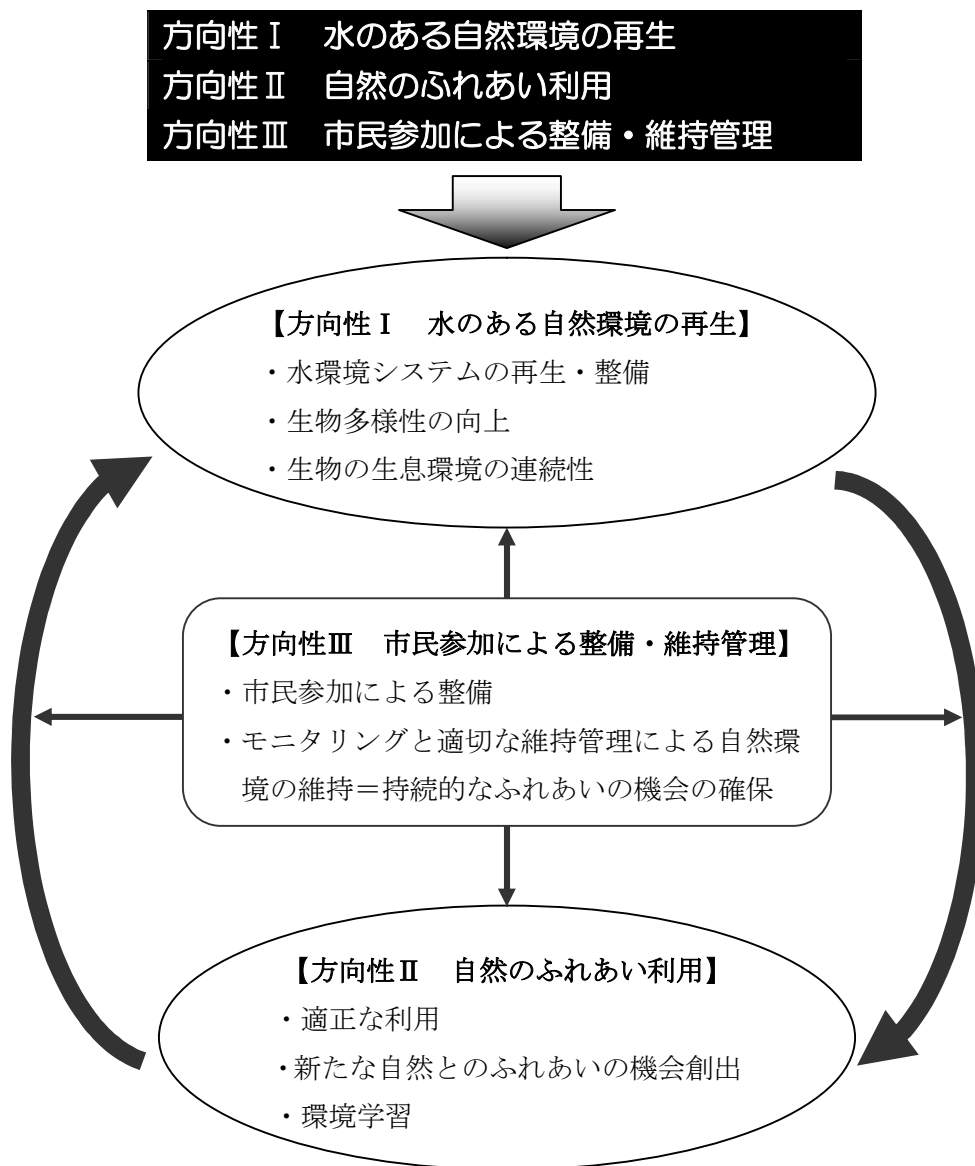 方向性Ⅰ　水のある自然環境の再生
方向性Ⅱ　自然のふれあい利用
方向性Ⅲ　市民参加による整備・維持管理
【方向性Ⅰ　水のある自然環境の再生】
・水環境システムの再生・整備
・生物多様性の向上
・生物の生息環境の連続性
【方向性Ⅲ　市民参加による整備・維持管理】
・市民参加による整備
・モニタリングと適切な維持管理による自然環
境の維持＝持続的なふれあいの機会の確保
【方向性Ⅱ　自然のふれあい利用】
・適正な利用
・新たな自然とのふれあいの機会創出
・環境学習